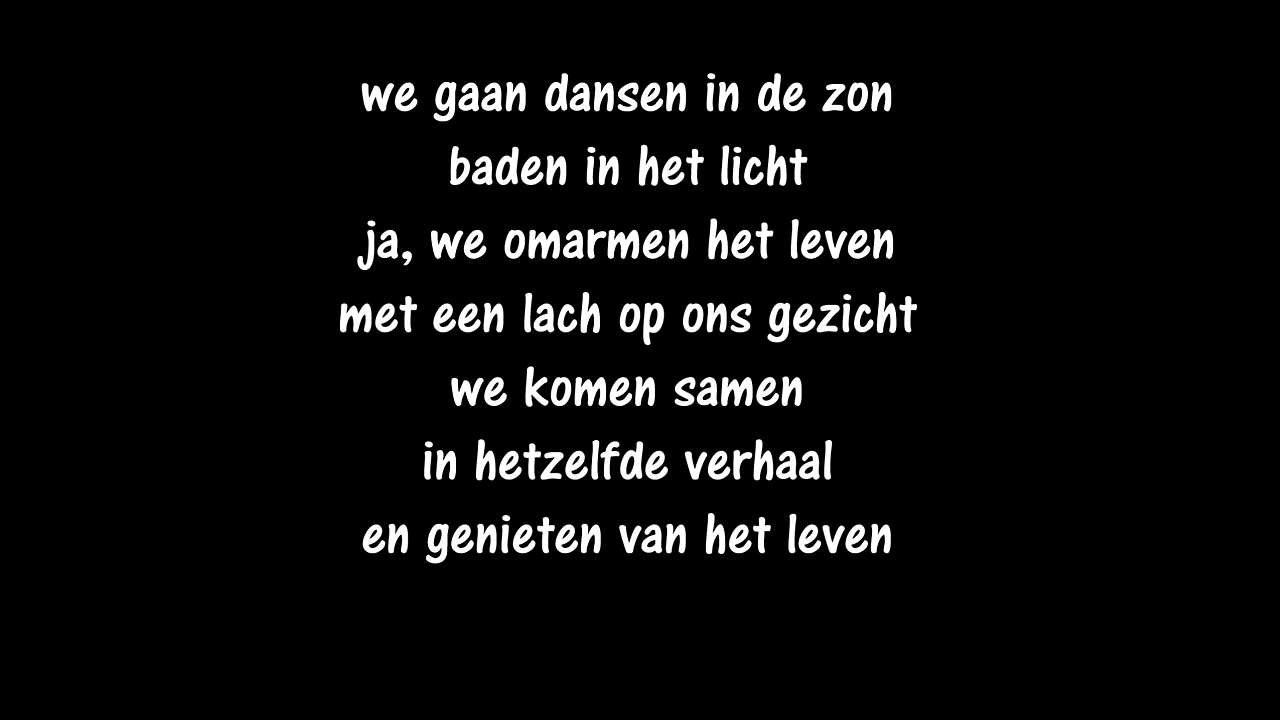 we gaan dansen in de zon
baden in het licht
ja, we omarmen het leven
met een lach op ons gezicht
we komen samen
in hetzelfde verhaal
en genieten van het leven